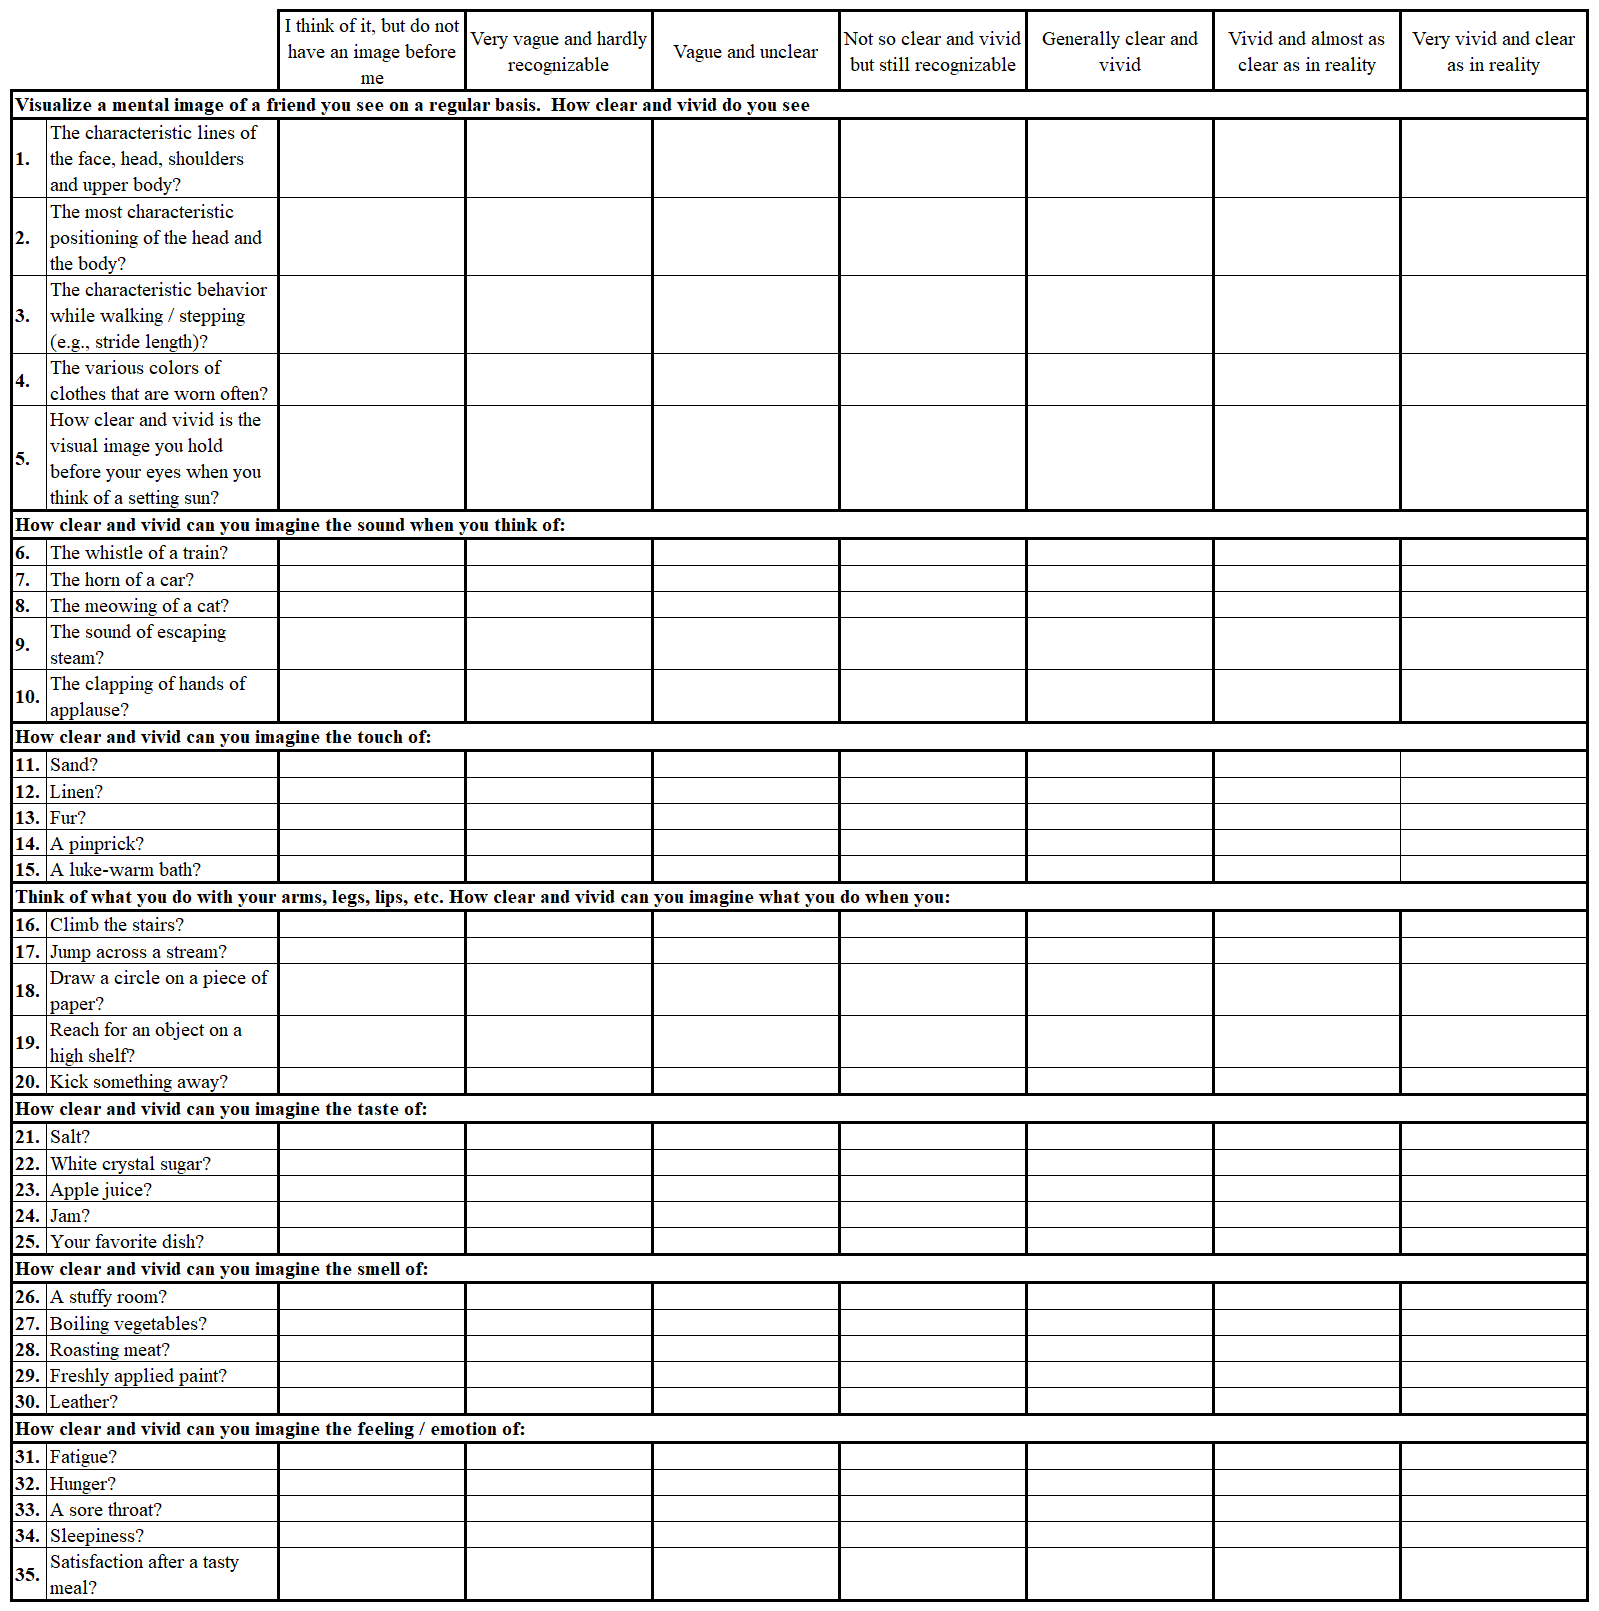 I think of it, but do not
have an image before
me
Very vague and hardly
recognizable
Vague and unclear
Not so clear and vivid
but still recognizable
Generally clear and
vivid
Vivid and almost as
clear as in reality
Very vivid and clear
as in reality
Visualize a mental image of a friend you see on a regular basis.  How clear and vivid do you see
1.
The characteristic lines of
the face, head, shoulders
and upper body?
2.
The most characteristic
positioning of the head and
the body?
3.
The characteristic behavior
while walking / stepping
(e.g., stride length)?
4.
The various colors of
clothes that are worn often?
5.
How clear and vivid is the
visual image you hold
before your eyes when you
think of a setting sun?
How clear and vivid can you imagine the sound when you think of:
6. The whistle of a train?
7. The horn of a car?
8. The meowing of a cat?
9.
The sound of escaping
steam?
10.
The clapping of hands of
applause?
How clear and vivid can you imagine the touch of:
11. Sand?
12. Linen?
13. Fur?
14. A pinprick?
15. A luke-warm bath?
Think of what you do with your arms, legs, lips, etc. How clear and vivid can you imagine what you do when you:
16. Climb the stairs?
17. Jump across a stream?
18.
Draw a circle on a piece of
paper?
19.
Reach for an object on a
high shelf?
20. Kick something away?
How clear and vivid can you imagine the taste of:
21. Salt?
22. White crystal sugar?
23. Apple juice?
24. Jam?
25. Your favorite dish?
How clear and vivid can you imagine the smell of:
26. A stuffy room?
27. Boiling vegetables?
28. Roasting meat?
29. Freshly applied paint?
30. Leather?
How clear and vivid can you imagine the feeling / emotion of:
31. Fatigue?
32. Hunger?
33. A sore throat?
34. Sleepiness?
35.
Satisfaction after a tasty
meal?